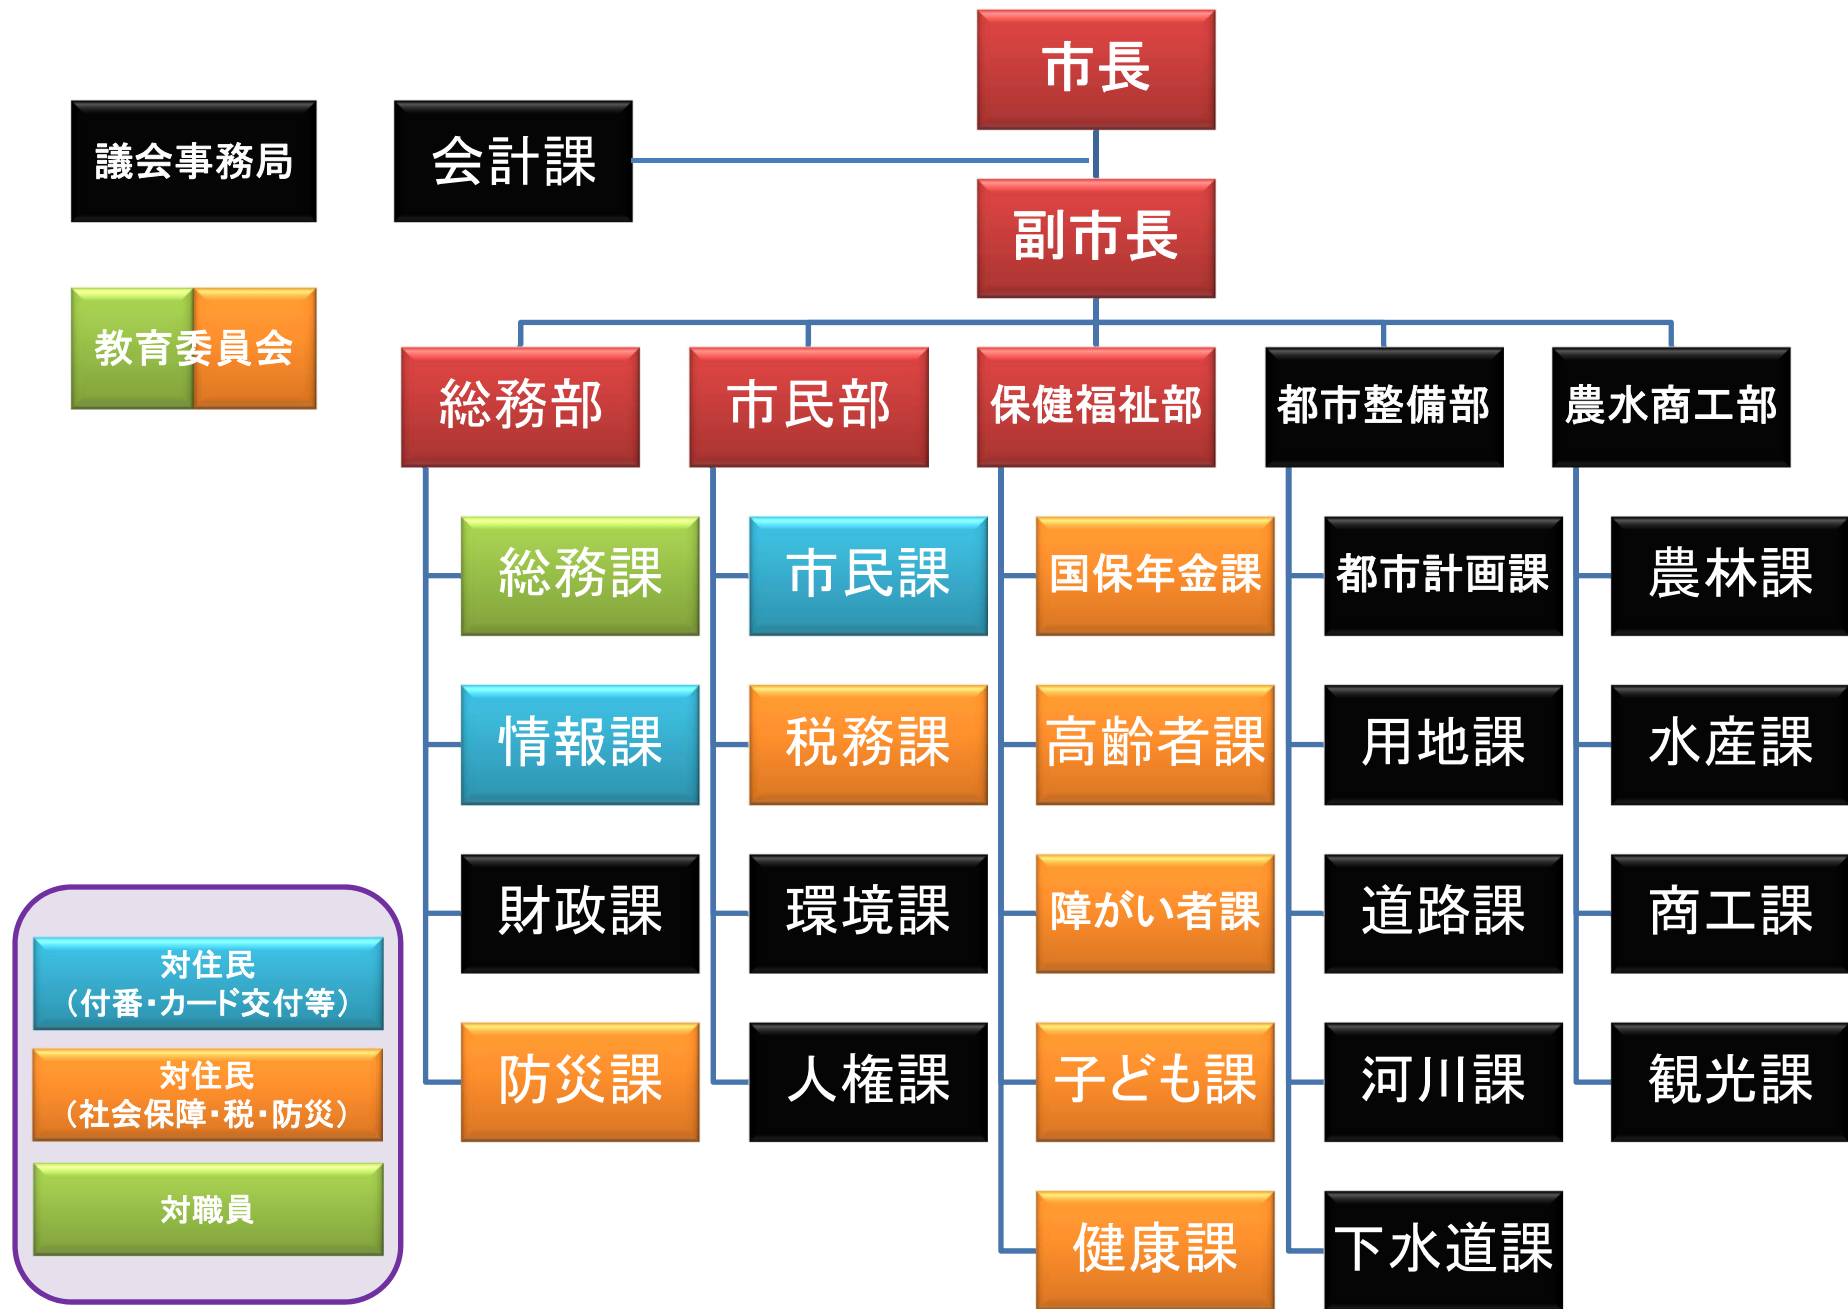 市長
議会事務局
会計課
副市長
教育委員会
総務部
市民部
保健福祉部
都市整備部
農水商工部
総務課
市民課
国保年金課
都市計画課
農林課
情報課
税務課
高齢者課
用地課
水産課
財政課
環境課
障がい者課
道路課
商工課
防災課
人権課
子ども課
河川課
観光課
健康課
下水道課
対住民
（付番・カード交付等）
対住民
（社会保障・税・防災）
対職員